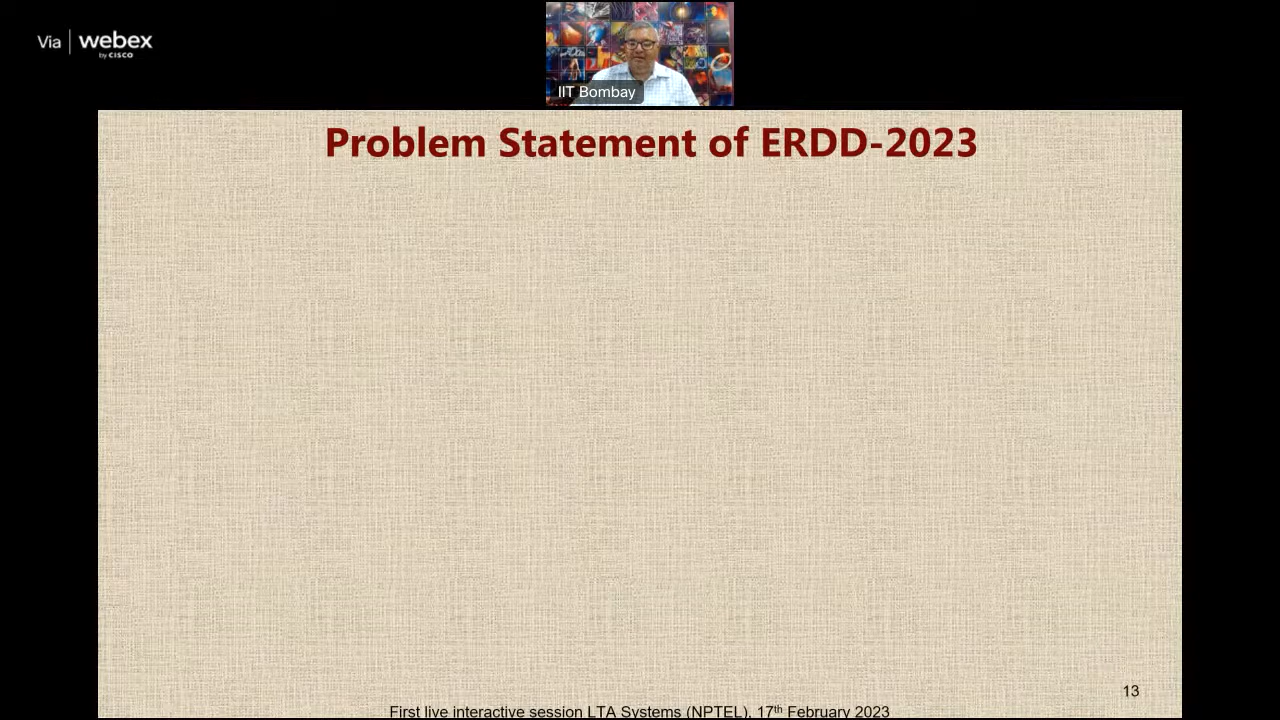 Via webex
by CISCO
IIT Bombay
Problem Statement of ERDD-2023
13
First live interactive session LTA Systems (NPTEL), 17th February 2023